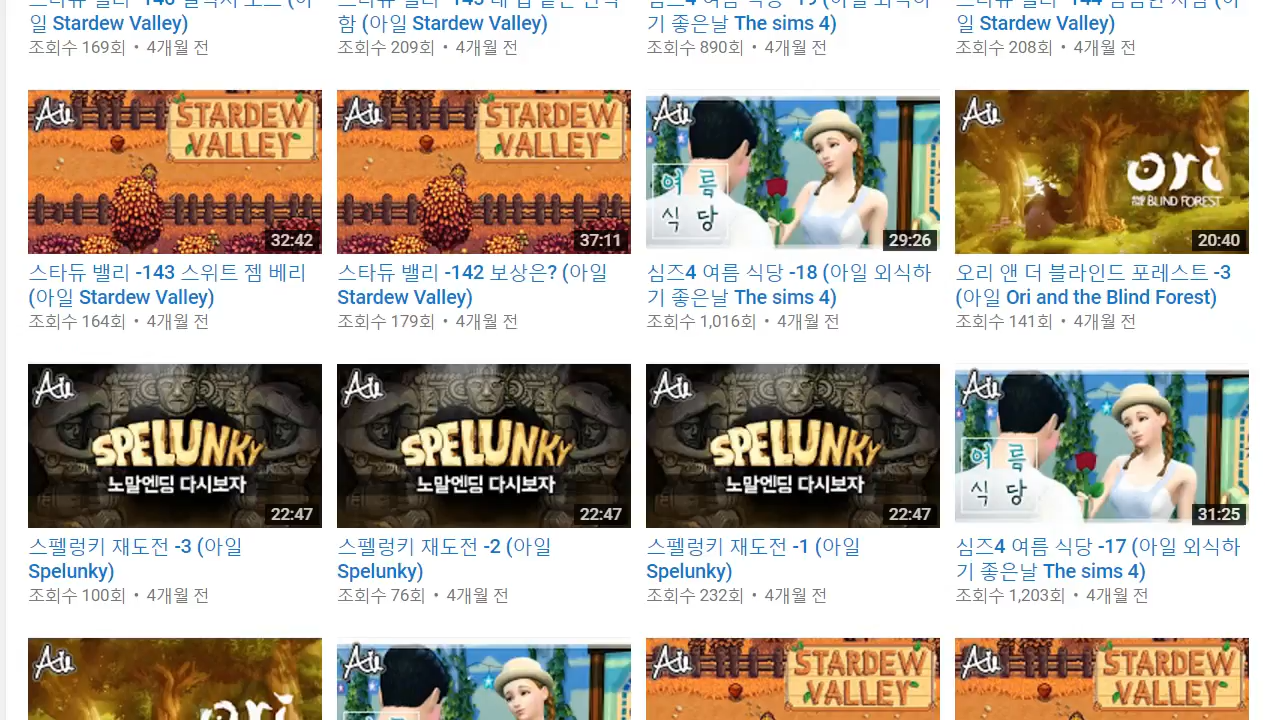 일 Stardew Valley)
조회수 169회 • 4개월 전
함 (아일 Stardew Valley)
조회수 209회 • 4개월 전
기 좋은날 The sims 4)
조회수 890회 • 4개월 전
일 Stardew Valley)
조회수 208회 • 4개월 전
STARDEW
VALLEY
32:42
스타듀 밸리 -143 스위트 젬 베리
(아일 Stardew Valley)
조회수 164회 • 4개월 전
STARDEW
VALLEY
37:11
스타듀 밸리 -142 보상은? (아일
Stardew Valley)
조회수 179회 • 4개월 전
여름
식당
29:26
심즈4 여름 식당 -18 (아일 외식하
기 좋은날 The sims 4)
조회수 1,016회 • 4개월 전
ori
AND THE BLIND FOREST
20:40
오리 앤 더 블라인드 포레스트 -3
(아일 Ori and the Blind Forest)
조회수 141회 • 4개월 전
SPELUNKY
노말엔딩 다시보자
22:47
스펠렁키 재도전 -3 (아일
Spelunky)
조회수 100회 • 4개월 전
SPELUNKY
노말엔딩 다시보자
22:47
스펠렁키 재도전 -2 (아일
Spelunky)
조회수 76회 • 4개월 전
SPELUNKY
노말엔딩 다시보자
22:47
스펠렁키 재도전 -1 (아일
Spelunky)
조회수 232회 • 4개월 전
여름
식당
31:25
심즈4 여름 식당 -17 (아일 외식하
기 좋은날 The sims 4)
조회수 1,203회 • 4개월 전
ori
STARDEW
VALLEY
STARDEW
VALLEY